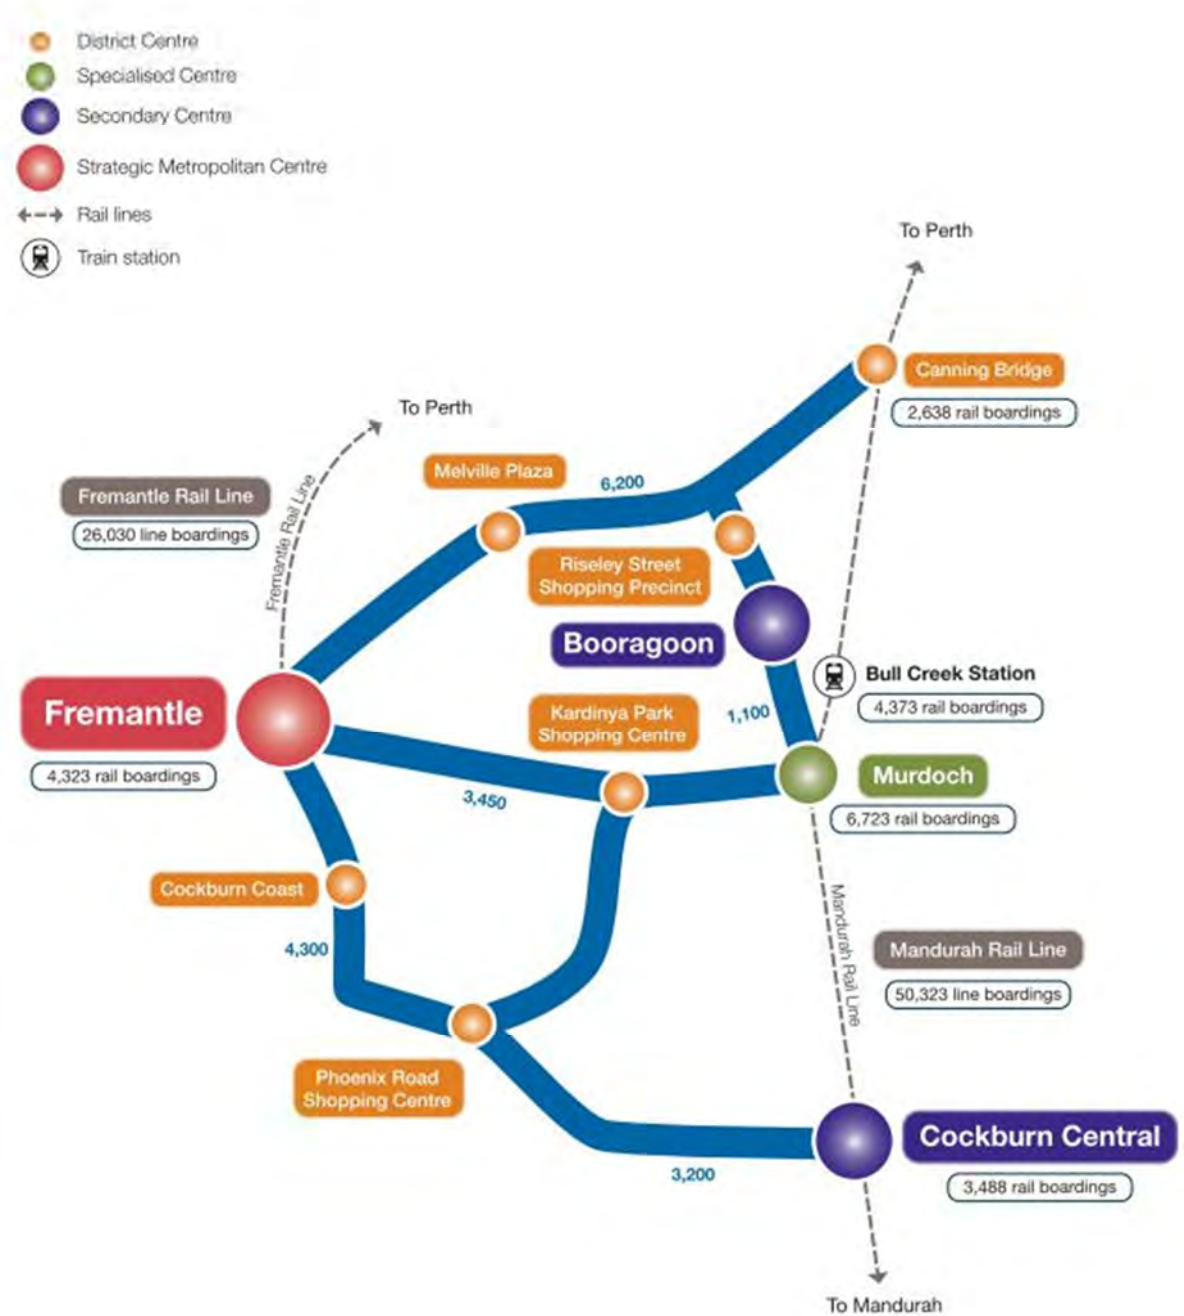 District Centre
Specialised Centre
Secondary Centre
Strategic Metropolitan Centre
Rail lines
Train station
To Perth
Canning Bridge
2,638 rail boardings
To Perth
Melville Plaza
6,200
Fremantle Rail Line
26,030 line boardings
Fremantle Rail Line
Riseley Street
Shopping Precinct
Booragoon
Bull Creek Station
4,373 rail boardings
Fremantle
4,323 rail boardings
Kardinya Park
Shopping Centre
1,100
Murdoch
6,723 rail boardings
3,450
Cockburn Coast
4,300
Mandurah Rail Line
Mandurah Rail Line
50,323 line boardings
Phoenix Road
Shopping Centre
Cockburn Central
3,488 rail boardings
3,200
To Mandurah